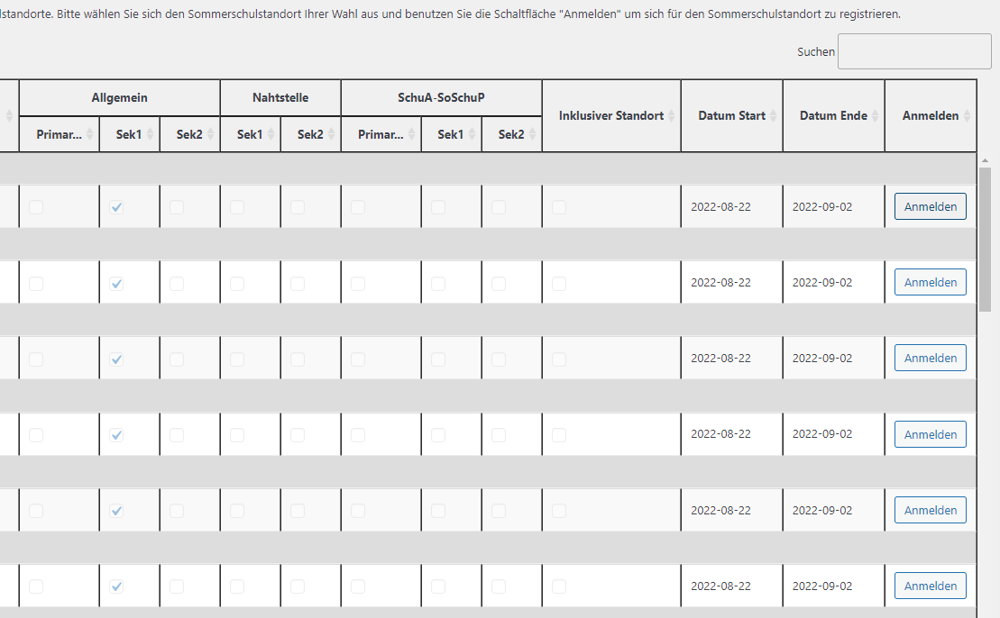 lstandorte. Bitte wählen Sie sich den Sommerschulstandort Ihrer Wahl aus und benutzen Sie die Schaltfläche "Anmelden" um sich für den Sommerschulstandort zu registrieren.
Suchen
Allgemein Nahtstelle SchuA-SoSchuP Inklusiver Standort Datum Start Datum Ende Anmelden
Primar... Sek1 Sek2 Sek1 Sek2 Primar... Sek1 Sek2
2022-08-22 2022-09-02 Anmelden
2022-08-22 2022-09-02 Anmelden
2022-08-22 2022-09-02 Anmelden
2022-08-22 2022-09-02 Anmelden
2022-08-22 2022-09-02 Anmelden
2022-08-22 2022-09-02 Anmelden